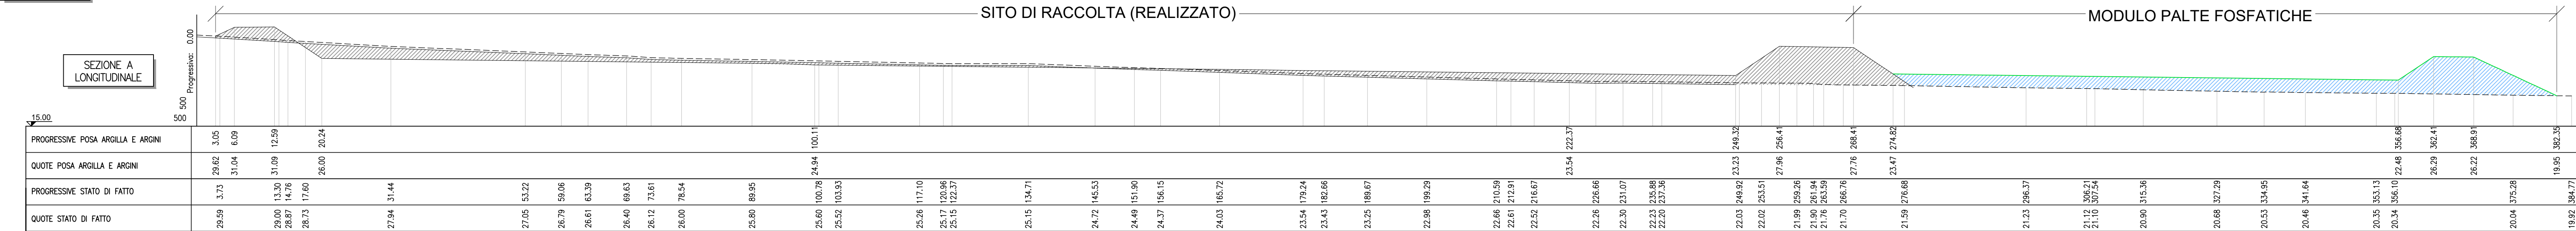 SITO DI RACCOLTA (REALIZZATO)
MODULO PALTE FOSFATICHE
SEZIONE A
LONGITUDINALE
Progressive: 0.00
500
500
15.00
PROGRESSIVE POSA ARGILLA E ARGINI 3.05 6.09 12.59 20.24 100.11 222.37 249.32 256.41 268.41 274.82 356.68 362.41 368.91 382.35
QUOTE POSA ARGILLA E ARGINI 29.62 31.04 31.09 26.00 24.94 23.54 23.23 27.96 27.76 23.47 22.48 26.29 26.22 19.95
PROGRESSIVE STATO DI FATTO 3.73 13.30 14.76 17.60 31.44 53.22 59.06 63.39 69.63 73.61 78.54 89.95 100.78 103.93 117.10 120.96 122.37 134.71 145.53 151.90 156.15 165.72 179.24 182.66 189.67 199.29 210.59 212.91 216.67 226.66 231.07 235.88 237.36 249.92 253.51 259.26 261.94 263.59 266.76 276.68 296.37 306.21 307.54 315.36 327.29 334.95 341.64 353.13 356.10 375.28 384.77
QUOTE STATO DI FATTO 29.59 29.00 28.87 28.73 27.94 27.05 26.79 26.61 26.40 26.12 26.00 25.80 25.60 25.52 25.26 25.17 25.15 25.15 24.72 24.49 24.37 24.03 23.54 23.43 23.25 22.98 22.66 22.61 22.52 22.26 22.30 22.23 22.20 22.03 22.02 21.99 21.90 21.76 21.70 21.59 21.23 21.12 21.10 20.90 20.68 20.53 20.46 20.35 20.34 20.04 19.92